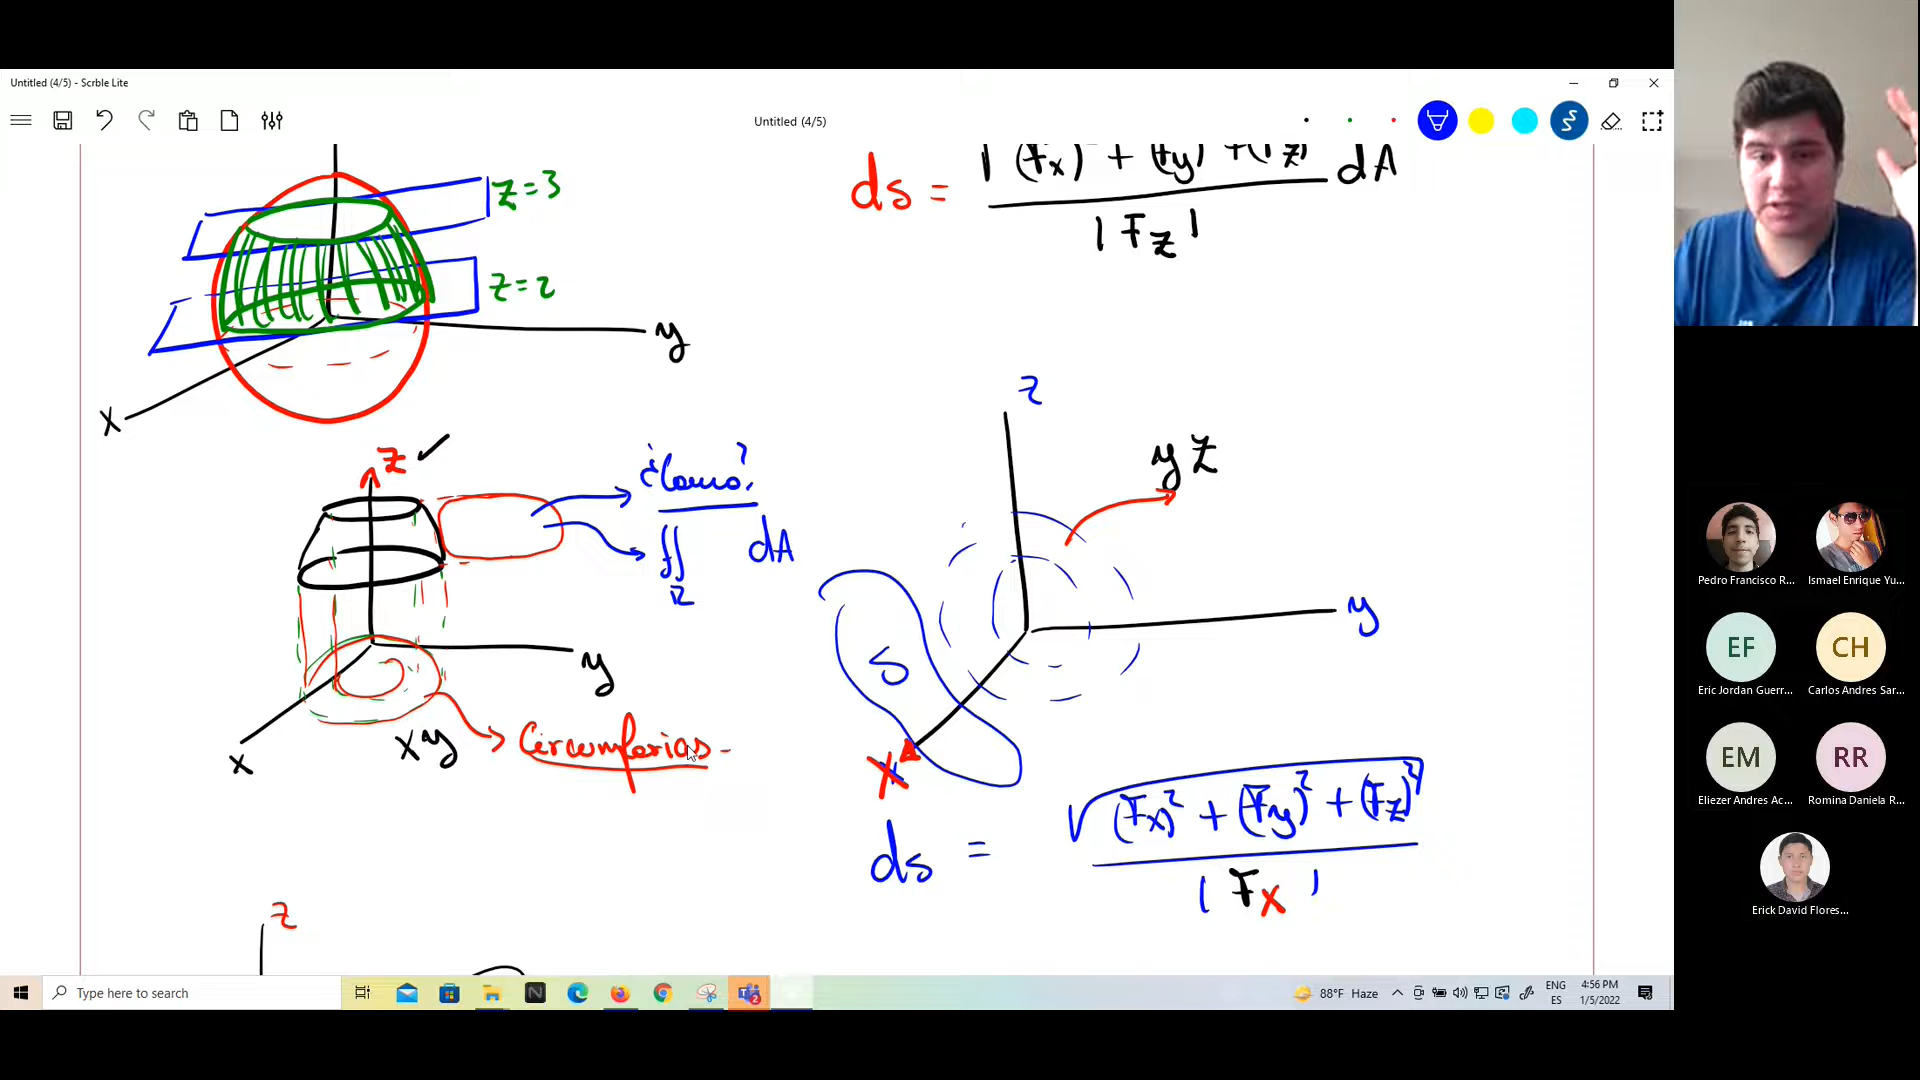 Untitled (4/5) - Scrble Lite
Untitled (4/5)
z=3
z=2
y
x
ds = (Fx) + (Fy) + (Fz) dA
|Fz|
z
¿Como?
∬ dA
R
y
x
xy
Circumferias
z
yz
y
S
x
ds = √(Fx)² + (Fy)² + (Fz)²
|Fx|
z
Pedro Francisco R...
Ismael Enrique Yu...
EF
Eric Jordan Guerr...
CH
Carlos Andres Sar...
EM
Eliezer Andres Ac...
RR
Romina Daniela R...
Erick David Flores...
Type here to search
N
2
88°F Haze
ENG
ES
4:56 PM
1/5/2022